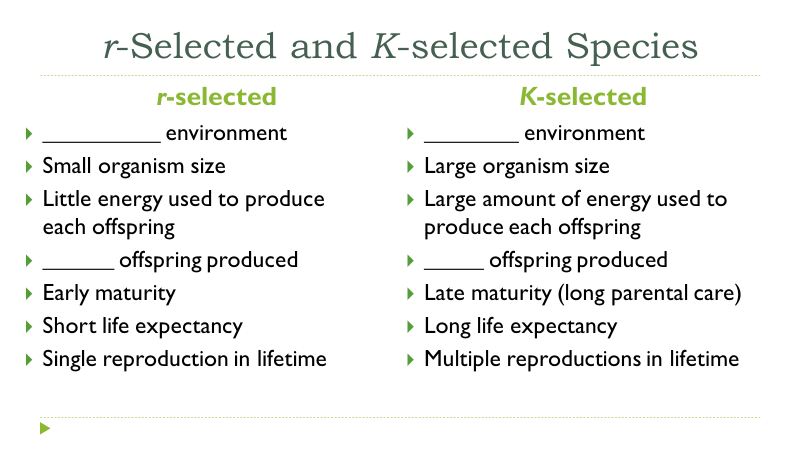 r-Selected and K-selected Species
r-selected
___________ environment
Small organism size
Little energy used to produce
each offspring
______ offspring produced
Early maturity
Short life expectancy
Single reproduction in lifetime
K-selected
________ environment
Large organism size
Large amount of energy used to
produce each offspring
_____ offspring produced
Late maturity (long parental care)
Long life expectancy
Multiple reproductions in lifetime